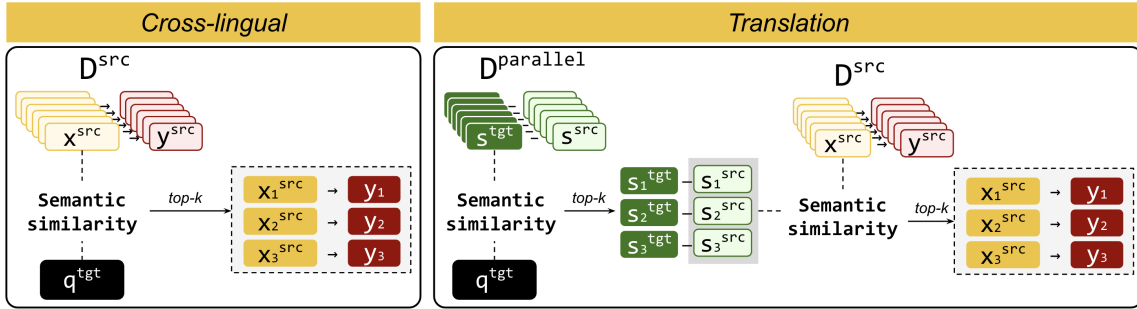 Cross-lingual
D^src
x^src
y^src
Semantic
similarity
top-k
x₁^src → y₁
x₂^src → y₂
x₃^src → y₃
q^tgt
Translation
D^parallel
s^tgt
s^src
Semantic
similarity
top-k
s₁^tgt s₁^src
s₂^tgt s₂^src
s₃^tgt s₃^src
q^tgt
D^src
x^src
y^src
Semantic
similarity
top-k
x₁^src → y₁
x₂^src → y₂
x₃^src → y₃